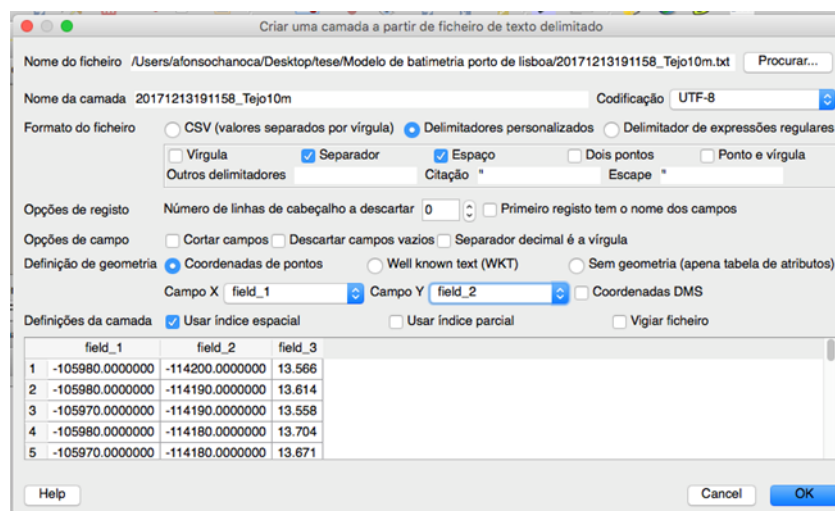 Criar uma camada a partir de ficheiro de texto delimitado
Nome do ficheiro /Users/afonsochanoca/Desktop/tese/Modelo de batimetria porto de lisboa/20171213191158_Tejo10m.txt Procurar...
Nome da camada 20171213191158_Tejo10m Codificação UTF-8
Formato do ficheiro CSV (valores separados por vírgula) Delimitadores personalizados Delimitador de expressões regulares
Vírgula Separador Espaço Dois pontos Ponto e vírgula
Outros delimitadores Citação " Escape "
Opções de registo Número de linhas de cabeçalho a descartar 0 Primeiro registo tem o nome dos campos
Opções de campo Cortar campos Descartar campos vazios Separador decimal é a vírgula
Definição de geometria Coordenadas de pontos Well known text (WKT) Sem geometria (apena tabela de atributos)
Campo X field_1 Campo Y field_2 Coordenadas DMS
Definições da camada Usar índice espacial Usar índice parcial Vigiar ficheiro
field_1 field_2 field_3
1 -105980.0000000 -114200.0000000 13.566
2 -105980.0000000 -114190.0000000 13.614
3 -105970.0000000 -114190.0000000 13.558
4 -105980.0000000 -114180.0000000 13.704
5 -105970.0000000 -114180.0000000 13.671
Help Cancel OK